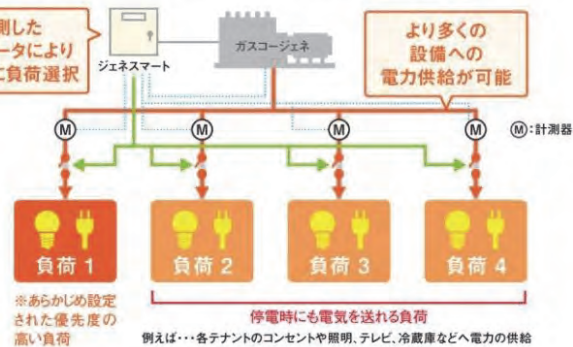 測した
ータにより
に負荷選択
ジェネスマート
ガスコージェネ
より多くの
設備への
電力供給が可能
M
M
M
M
M:計測器
負荷 1
負荷 2
負荷 3
負荷 4
※あらかじめ設定
された優先度の
高い負荷
停電時にも電気を送れる負荷
例えば・・・各テナントのコンセントや照明、テレビ、冷蔵庫などへ電力の供給